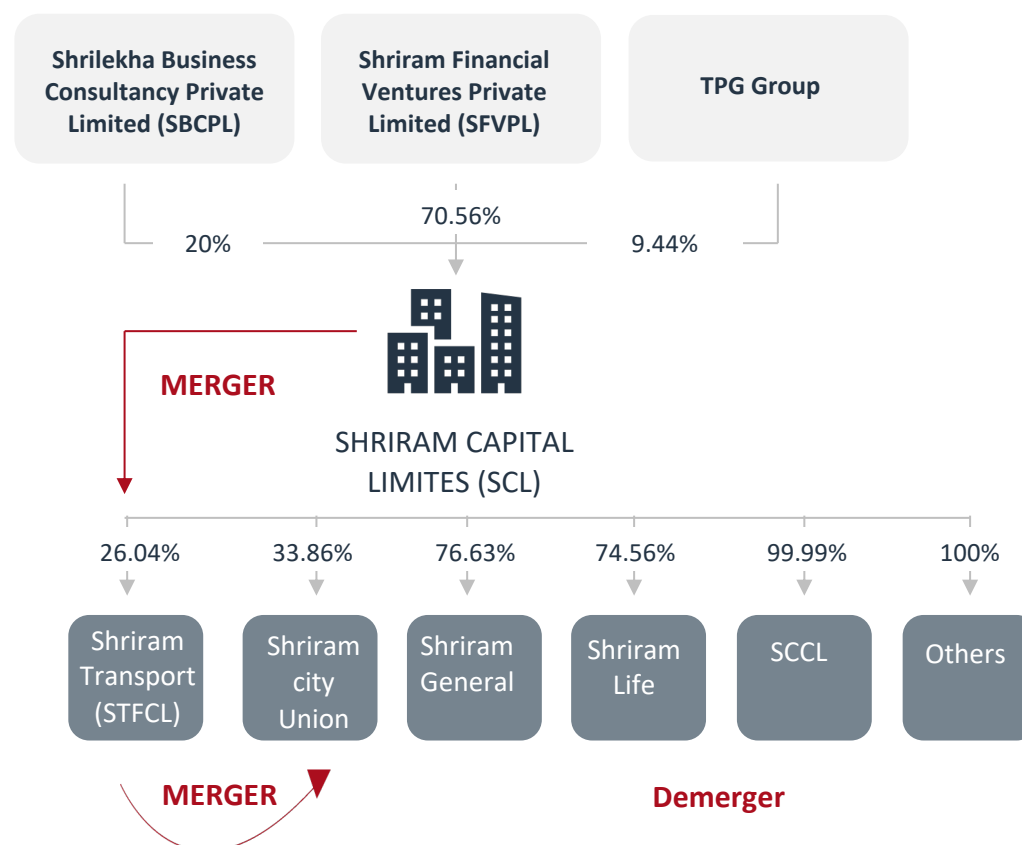 Shrilekha Business
Consultancy Private
Limited (SBCPL)
Shriram Financial
Ventures Private
Limited (SFVPL)
TPG Group
70.56%
20%
9.44%
MERGER
SHRIRAM CAPITAL
LIMITES (SCL)
26.04%
33.86%
76.63%
74.56%
99.99%
100%
Shriram
Transport
(STFCL)
Shriram
city
Union
Shriram
General
Shriram
Life
SCCL
Others
MERGER
Demerger